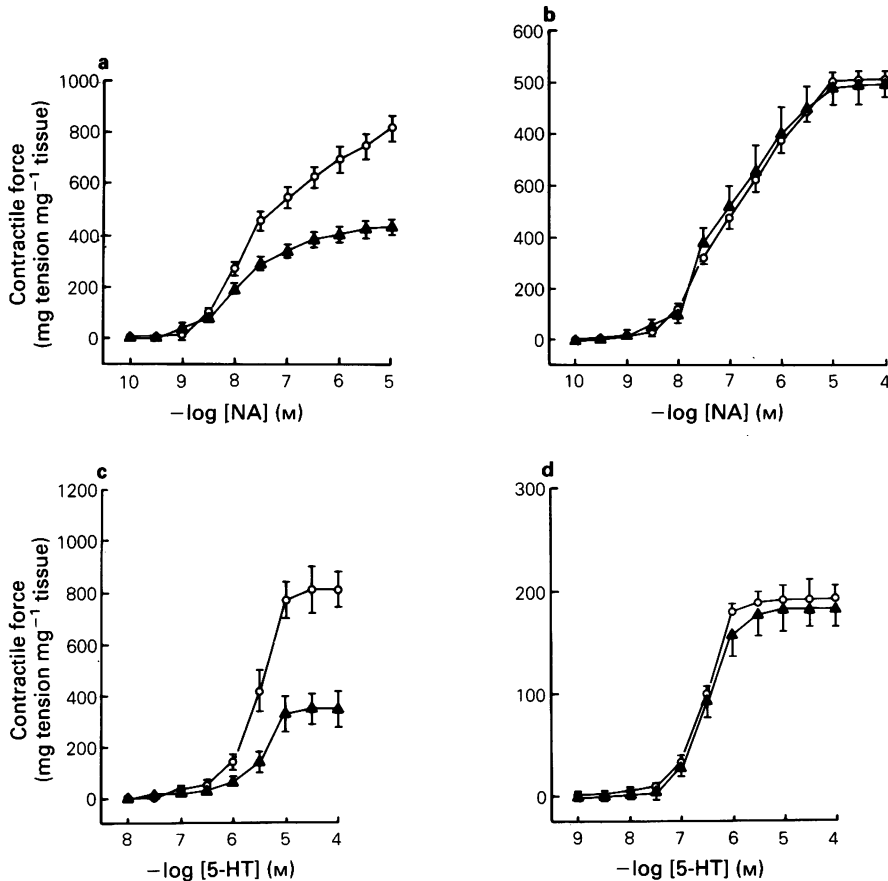 a
1000
800
600
400
200
0
Contractile force
(mg tension mg⁻¹ tissue)
10 9 8 7 6 5
−log [NA] (M)
b
600
500
400
600
200
0
10 9 8 7 6 5 4
−log [NA] (M)
c
1200
1000
800
600
400
200
0
Contractile force
(mg tension mg⁻¹ tissue)
8 7 6 5 4
−log [5-HT] (M)
d
300
200
100
0
9 8 7 6 5 4
−log [5-HT] (M)